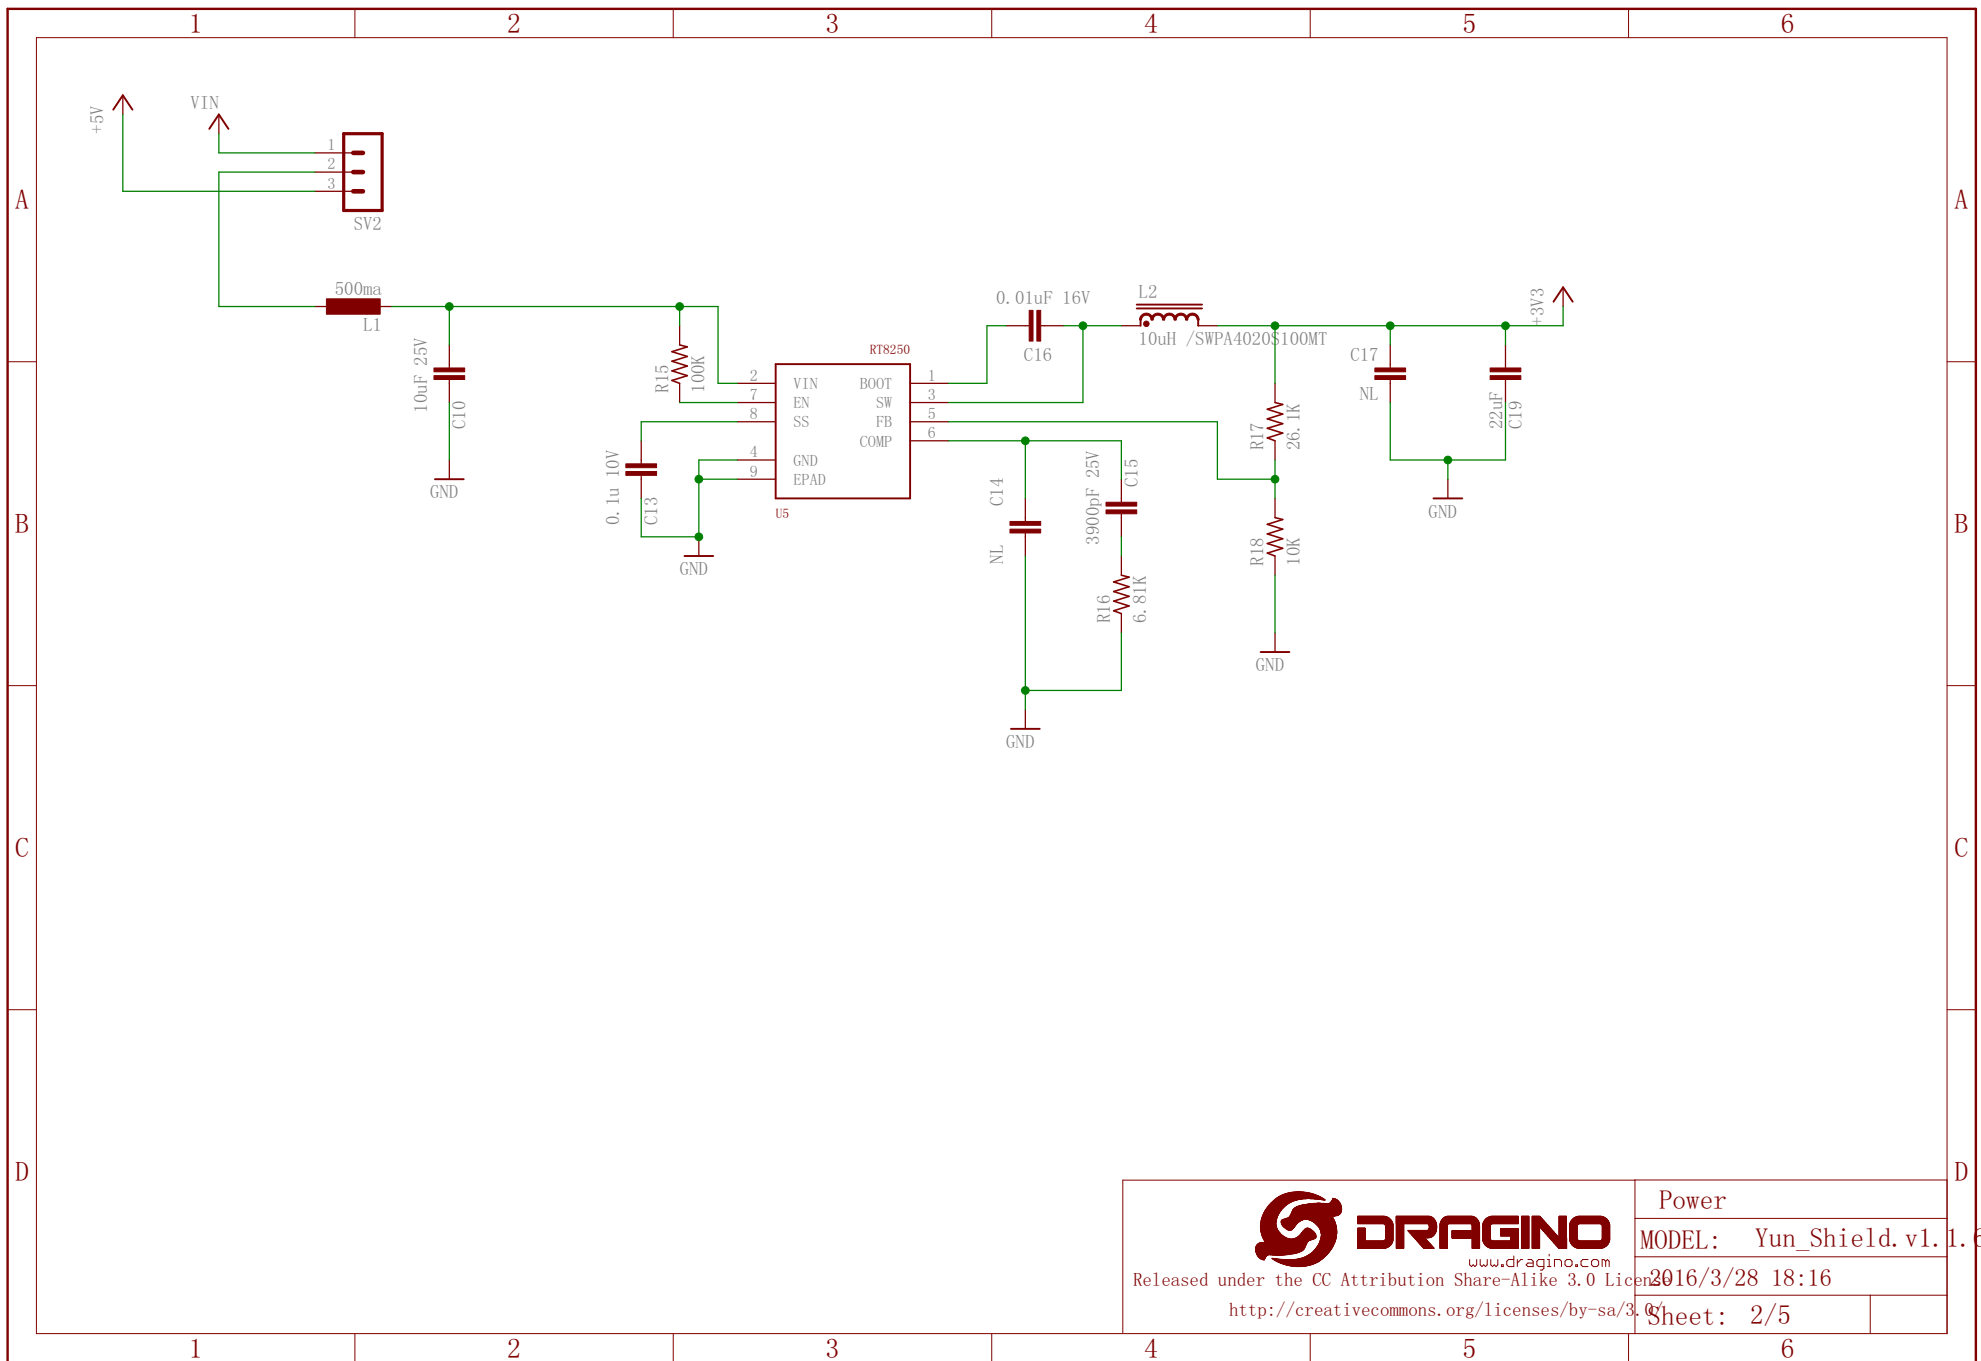 1 2 3 4 5 6
+5V
VIN
1
2
3
SV2
A
A
500ma
L1
10uF 25V
C10
GND
R15
100K
0.1u 10V
C13
GND
RT8250
2 VIN BOOT 1
7 EN SW 3
8 SS FB 5
COMP 6
4 GND
9 EPAD
U5
0.01uF 16V
C16
L2
10uH /SWPA4020S100MT
+3V3
C17
NL
22uF
C19
GND
R17
26.1K
R18
10K
GND
C14
NL
3900pF 25V
C15
R16
6.81K
GND
B
B
C
C
D
D
DRAGINO
www.dragino.com
Released under the CC Attribution Share-Alike 3.0 License
http://creativecommons.org/licenses/by-sa/3.0/
Power
MODEL: Yun_Shield.v1.1.6
2016/3/28 18:16
Sheet: 2/5
1 2 3 4 5 6